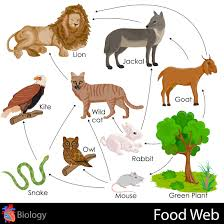 Lion
Jackal
Kite
Wild
cat
Goat
Owl
Rabbit
Snake
Mouse
Green Plant
Biology
Food Web